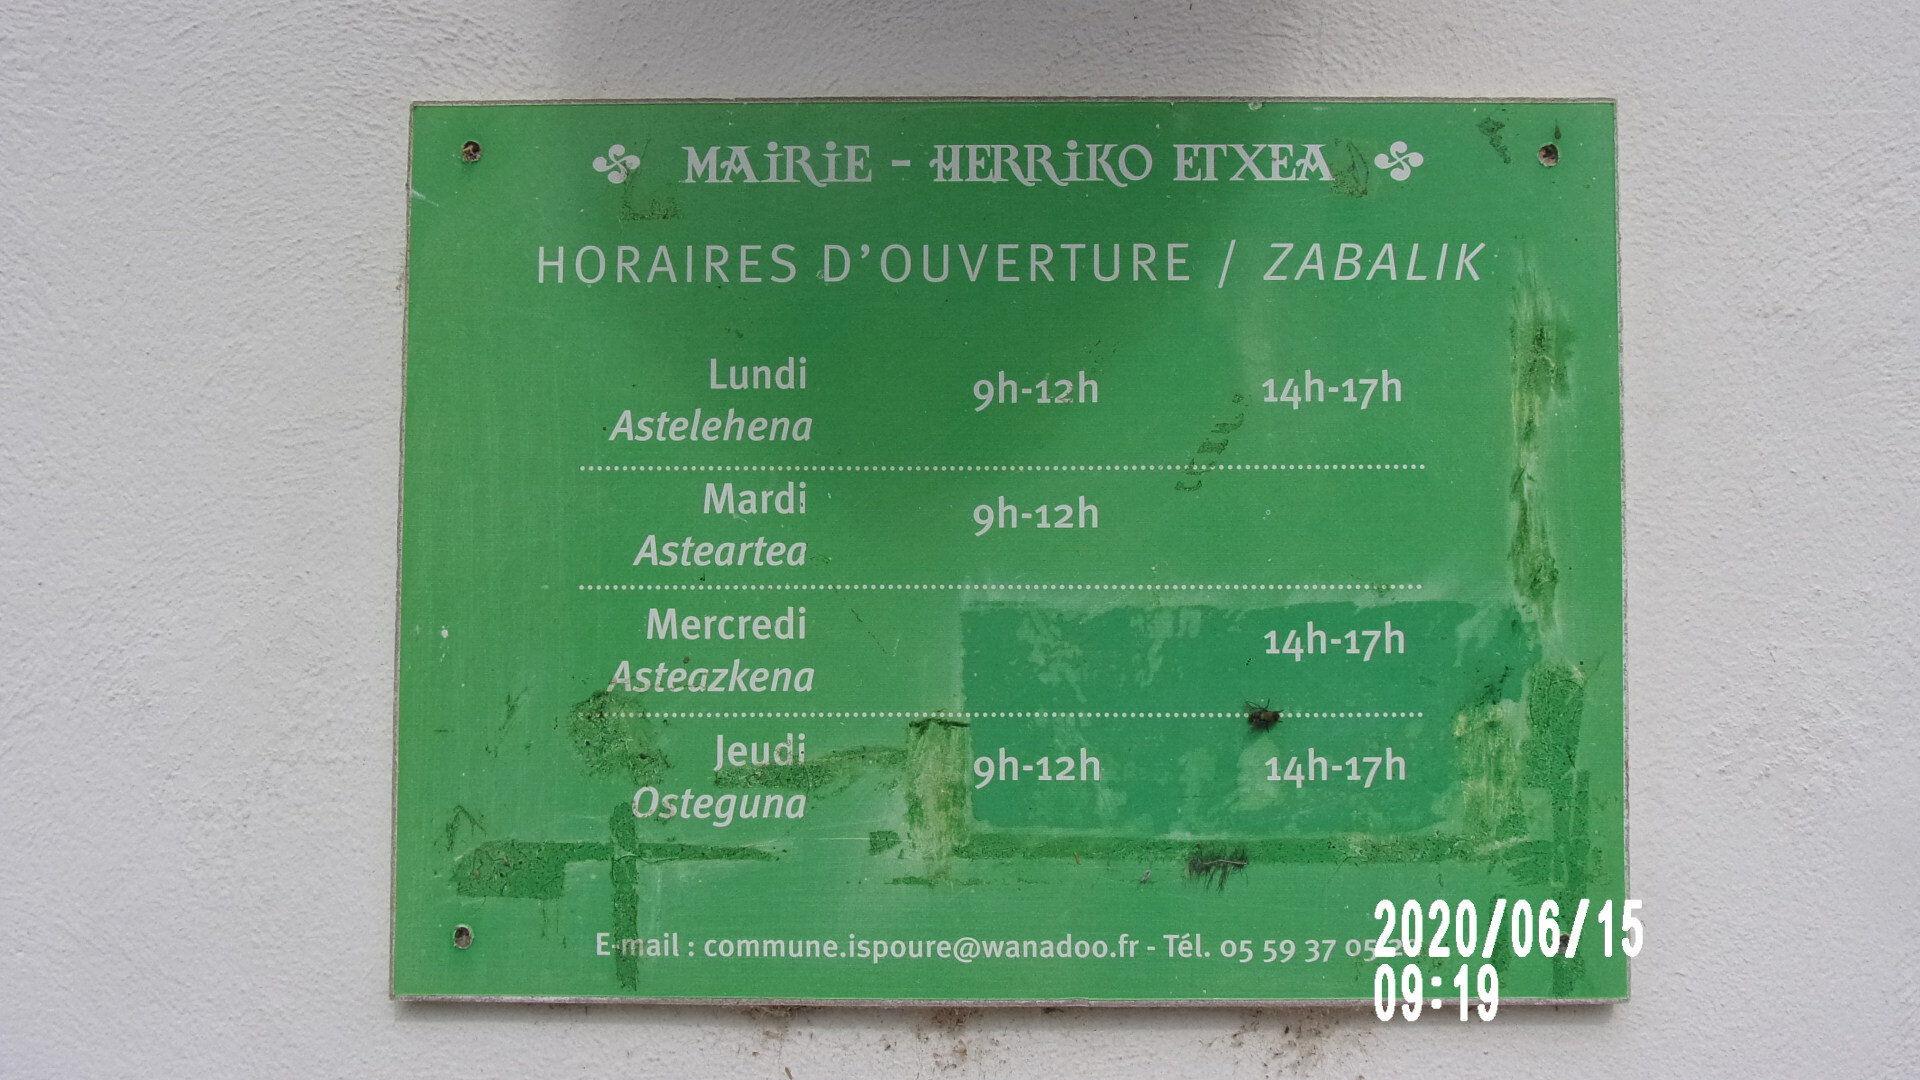 MAiRiE - HERRiKO ETXEA
HORAIRES D'OUVERTURE / ZABALIK
Lundi 9h-12h 14h-17h
Astelehena
Mardi 9h-12h
Asteartea
Mercredi 14h-17h
Asteazkena
Jeudi 9h-12h 14h-17h
Osteguna
E-mail : commune.ispoure@wanadoo.fr - Tél. 05 59 37 05
2020/06/15
09:19